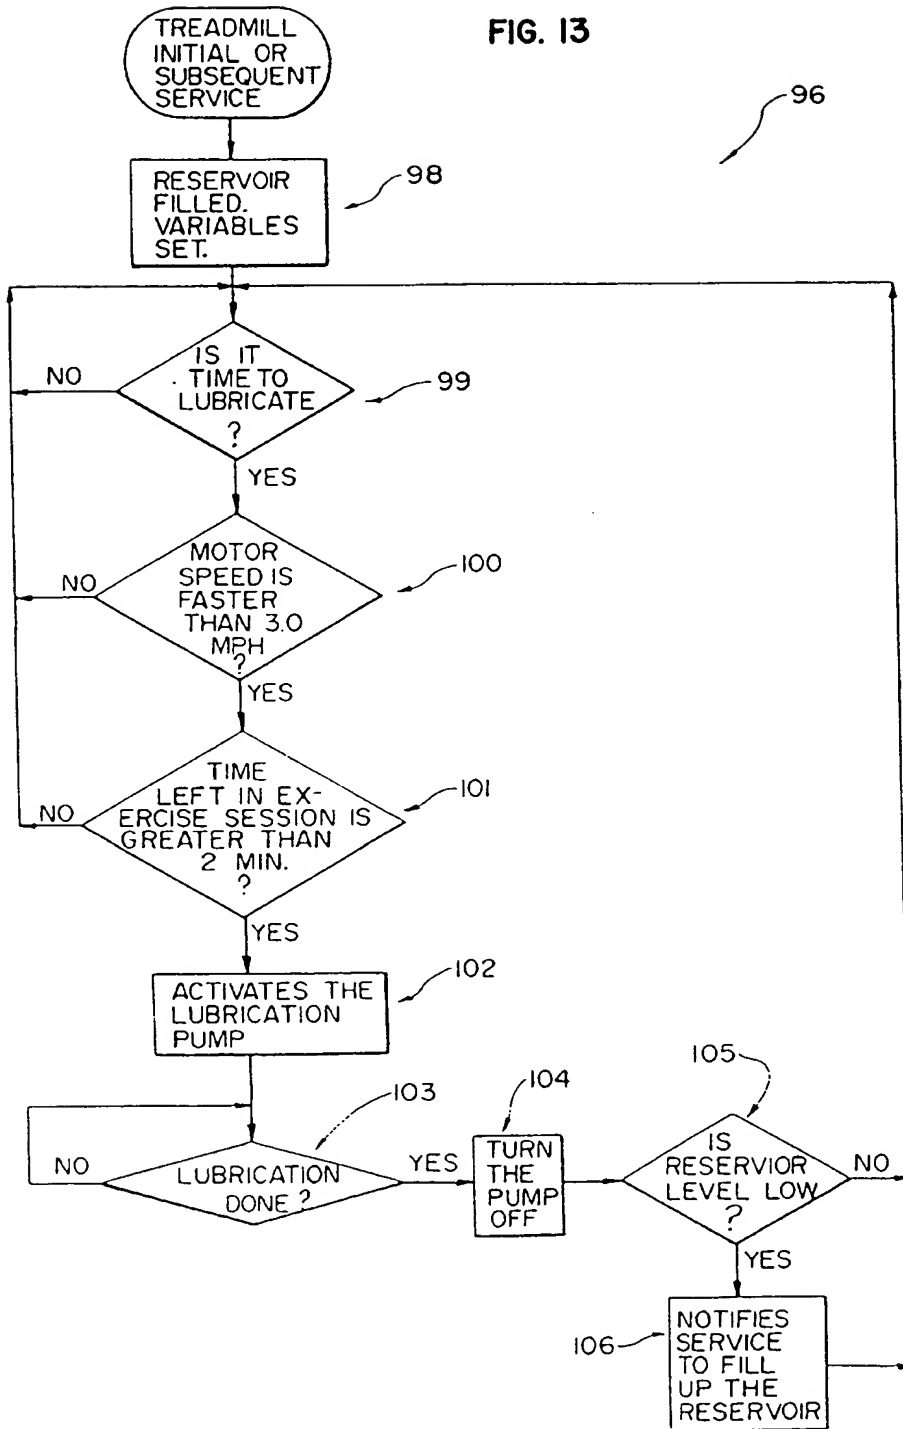 FIG. 13
TREADMILL
INITIAL OR
SUBSEQUENT
SERVICE
96
RESERVOIR
FILLED.
VARIABLES
SET.
98
IS IT
TIME TO
LUBRICATE
?
99
NO
YES
MOTOR
SPEED IS
FASTER
THAN 3.0
MPH
?
100
NO
YES
TIME
LEFT IN EX-
ERCISE SESSION IS
GREATER THAN
2 MIN.
?
101
NO
YES
ACTIVATES THE
LUBRICATION
PUMP
102
LUBRICATION
DONE?
103
NO
YES
TURN
THE
PUMP
OFF
104
IS
RESERVIOR
LEVEL LOW
?
105
NO
YES
NOTIFIES
SERVICE
TO FILL
UP THE
RESERVOIR
106